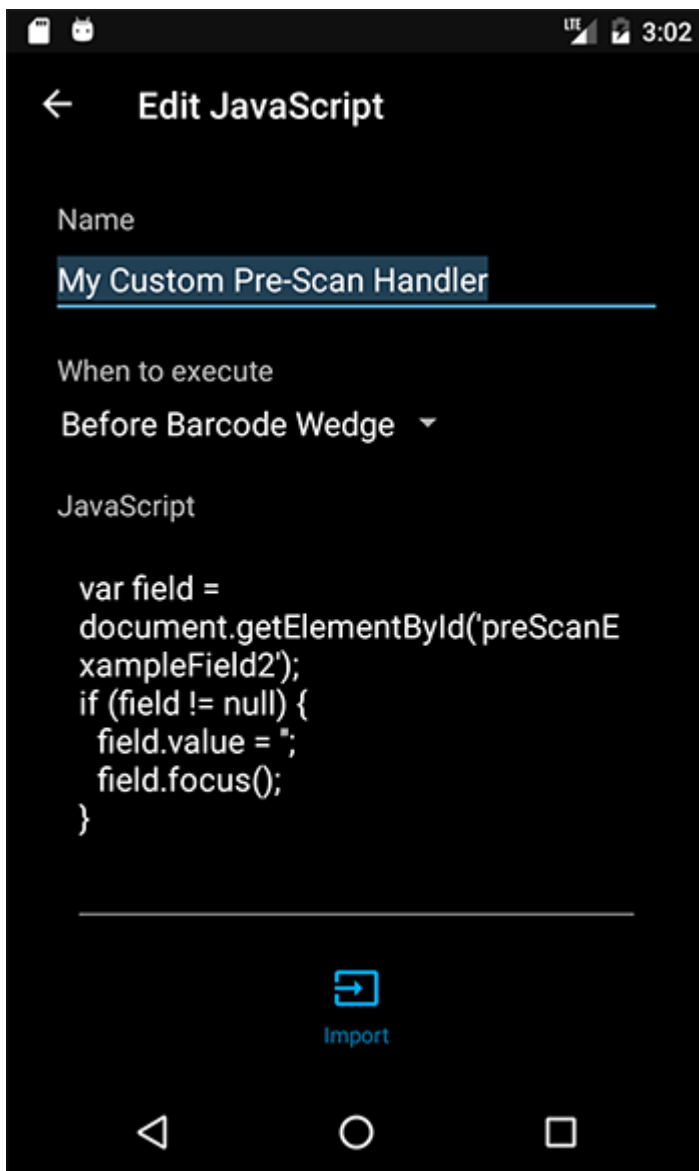 LTE 3:02
Edit JavaScript
Name
My Custom Pre-Scan Handler
When to execute
Before Barcode Wedge
JavaScript
var field =
document.getElementById('preScanE
xampleField2');
if (field != null) {
  field.value = '';
  field.focus();
}
Import